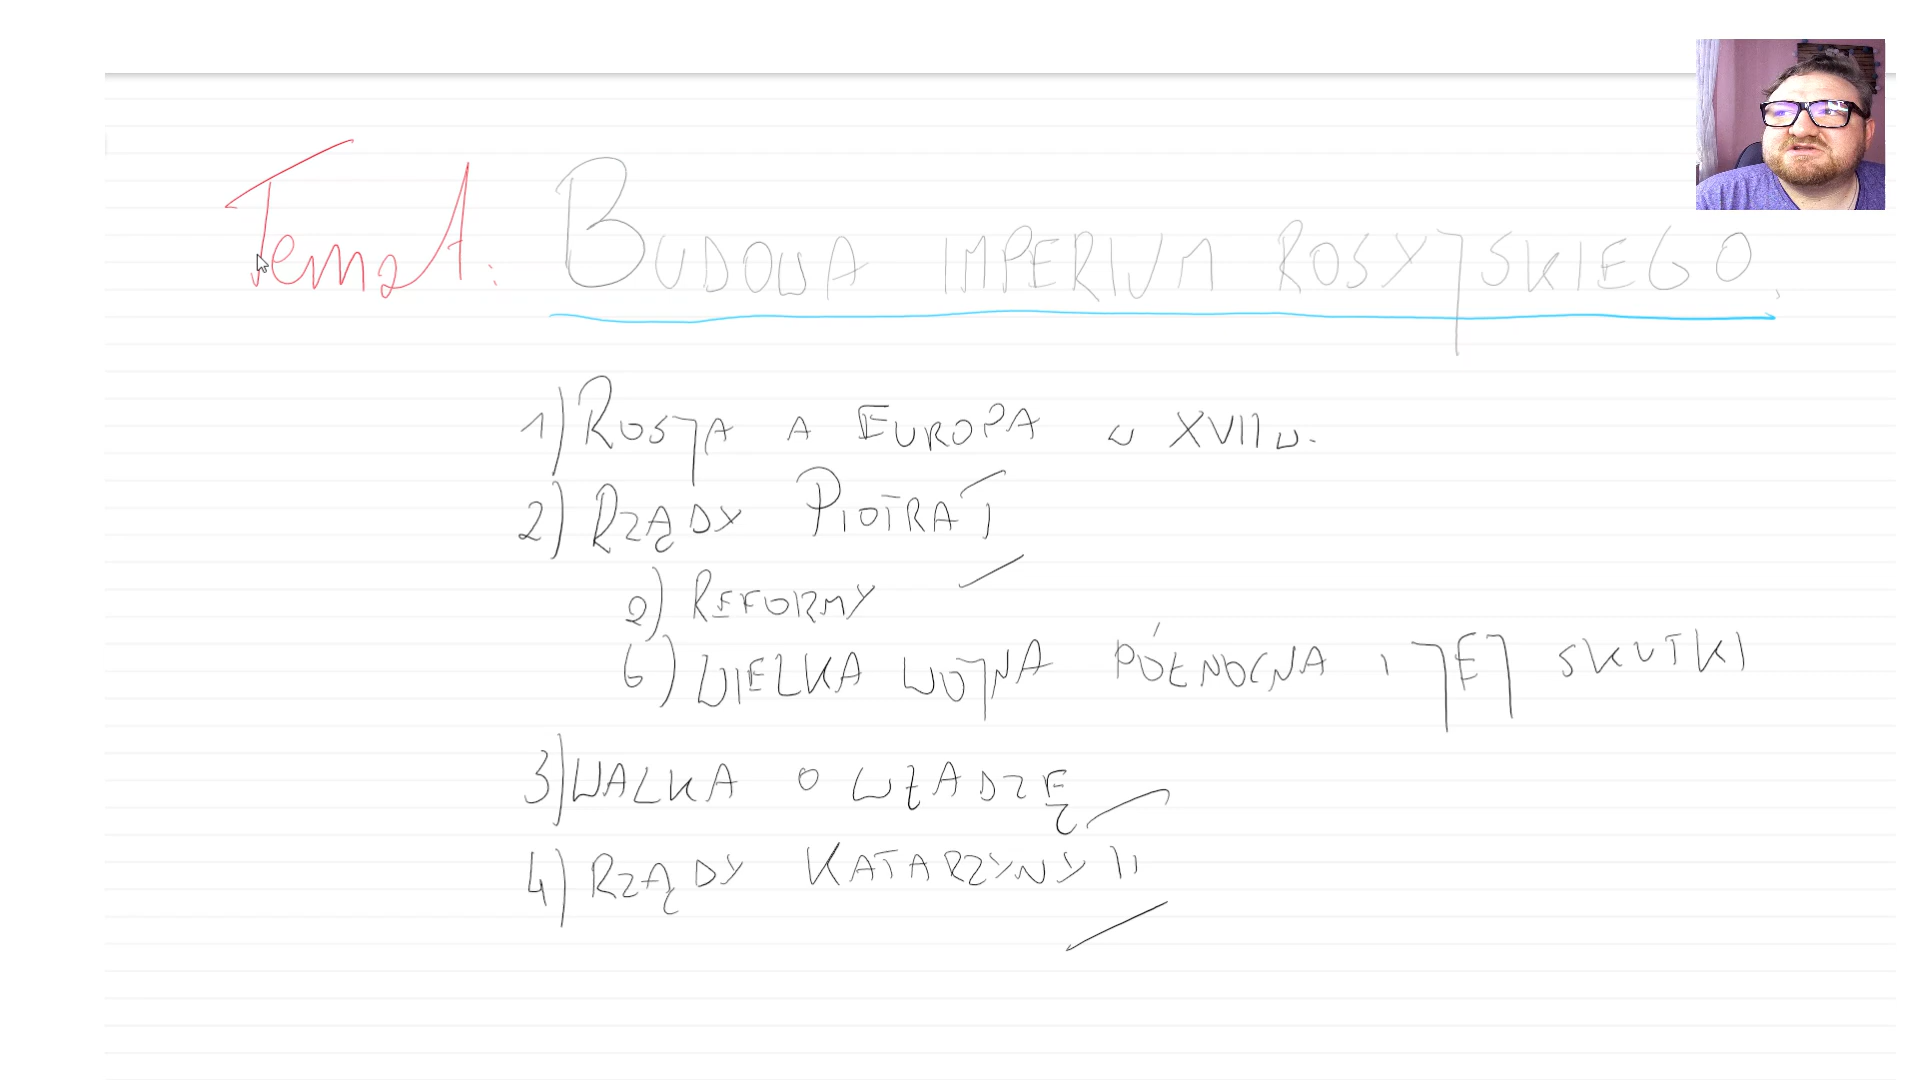 Temat: BUDOWA IMPERIUM ROSYJSKIEGO.
1) ROSJA A EUROPA W XVII W.
2) RZĄDY PIOTRA I
a) REFORMY
b) WIELKA WOJNA PÓŁNOCNA I JEJ SKUTKI
3) WALKA O WŁADZĘ
4) RZĄDY KATARZYNY II